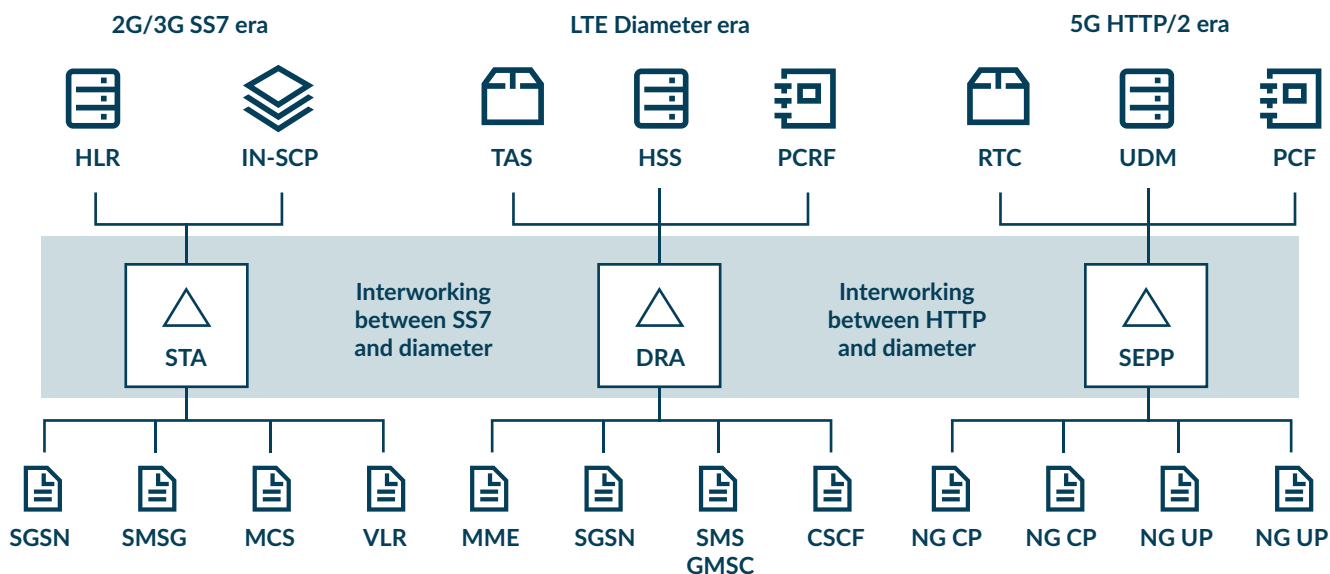 2G/3G SS7 era
LTE Diameter era
5G HTTP/2 era
HLR
IN-SCP
TAS
HSS
PCRF
RTC
UDM
PCF
STA
Interworking
between SS7
and diameter
DRA
Interworking
between HTTP
and diameter
SEPP
SGSN
SMSG
MCS
VLR
MME
SGSN
SMS
GMSC
CSCF
NG CP
NG CP
NG UP
NG UP